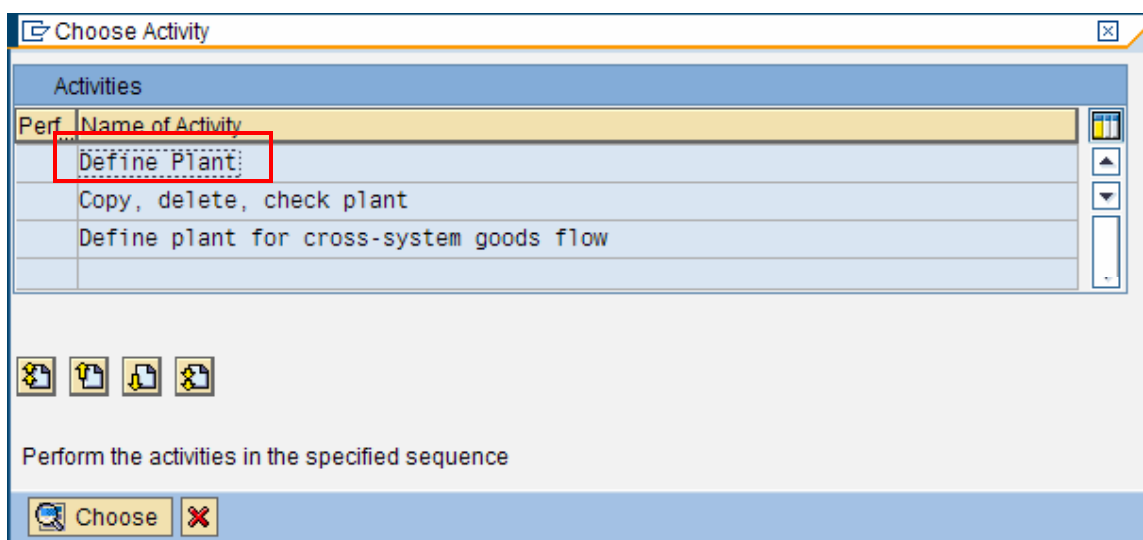 Choose Activity
Activities
Perf... Name of Activity
Define Plant
Copy, delete, check plant
Define plant for cross-system goods flow
Perform the activities in the specified sequence
Choose